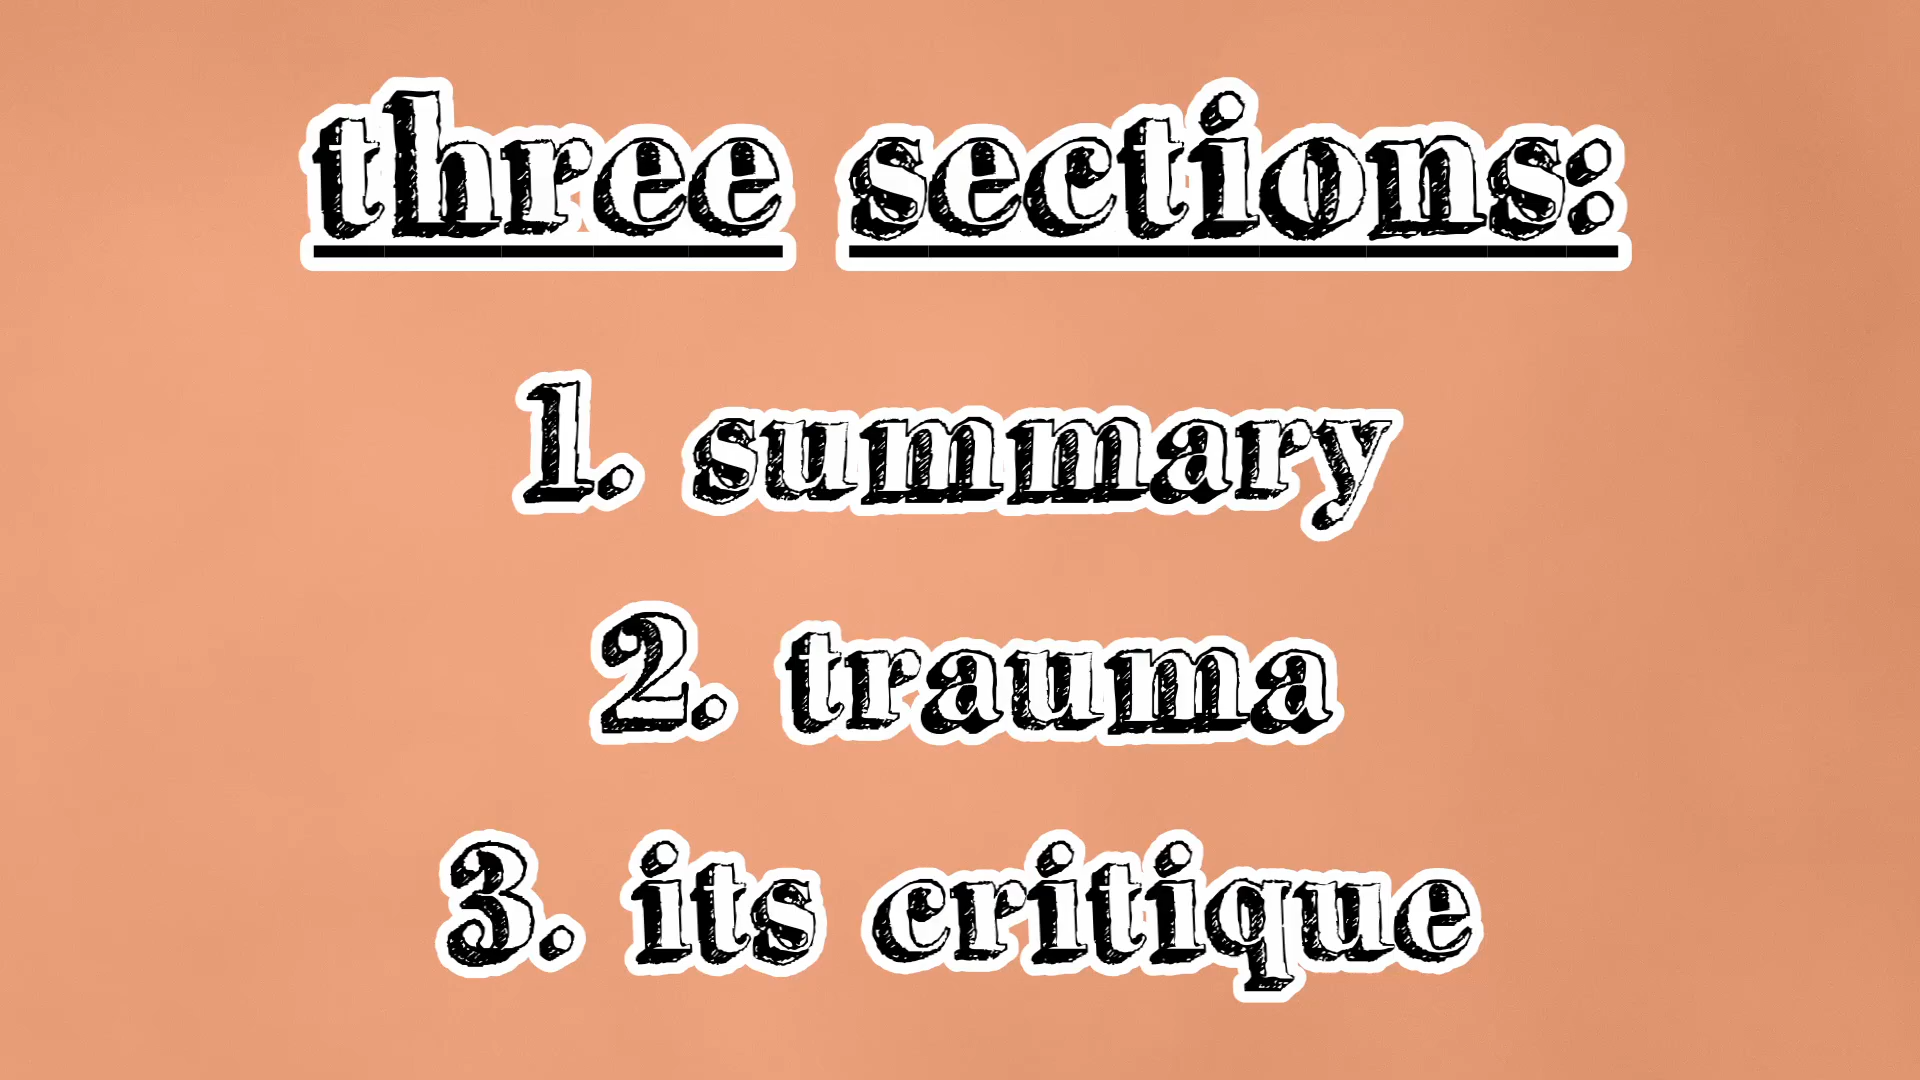 three sections:
1. summary
2. trauma
3. its critique